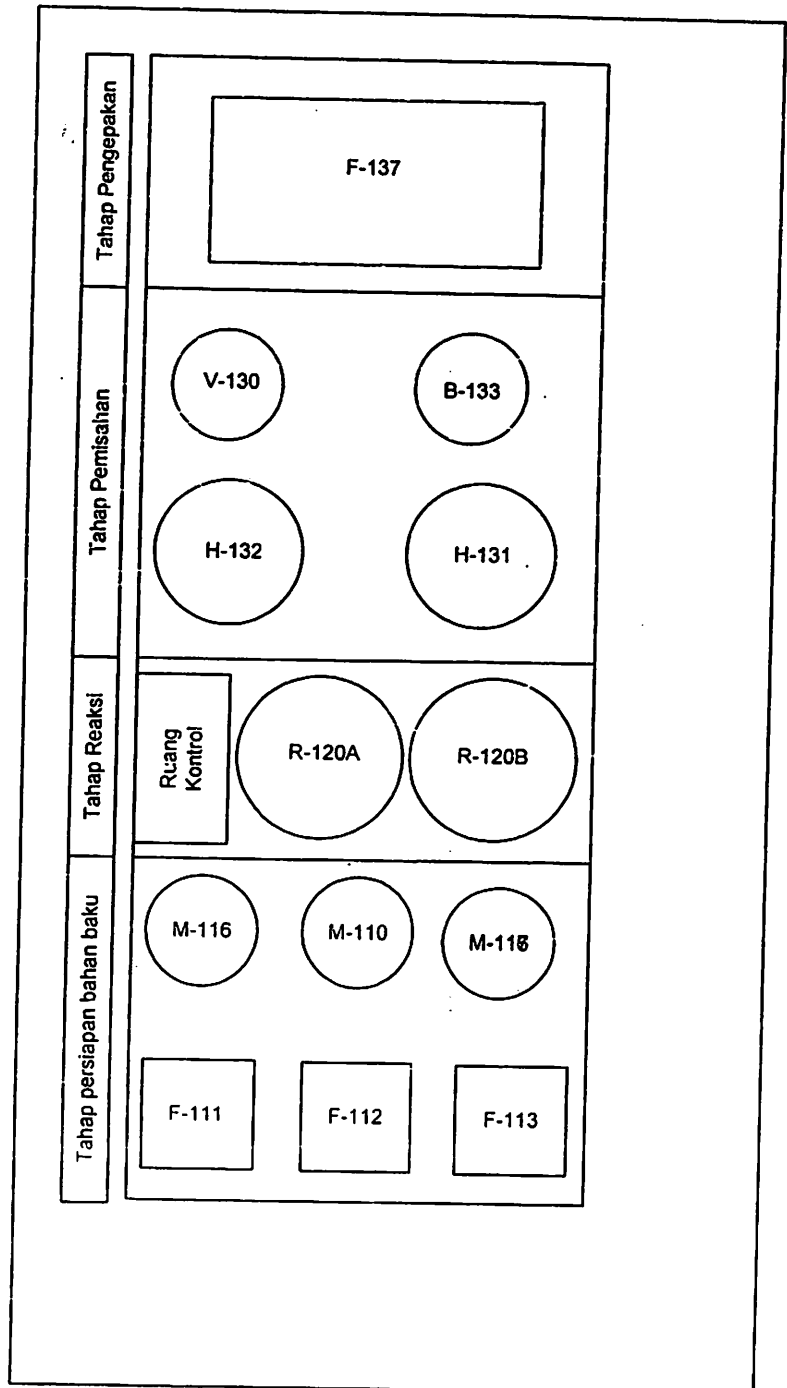 Tahap Pengepakan
F-137
Tahap Pemisahan
V-130
B-133
H-132
H-131
Tahap Reaksi
Ruang
Kontrol
R-120A
R-120B
Tahap persiapan bahan baku
M-116
M-110
F-111
F-112
F-113